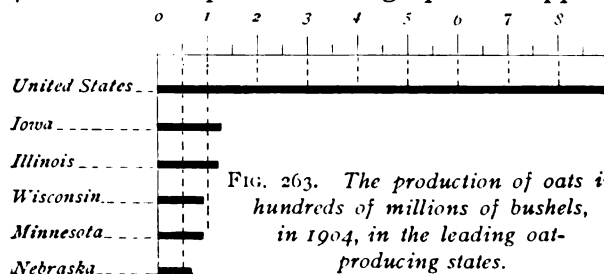 0 1 2 3 4 5 6 7 8
United States
Iowa
Illinois
Wisconsin
Minnesota
Nebraska
FIG. 263. The production of oats
hundreds of millions of bushels,
in 1904, in the leading oat-
producing states.